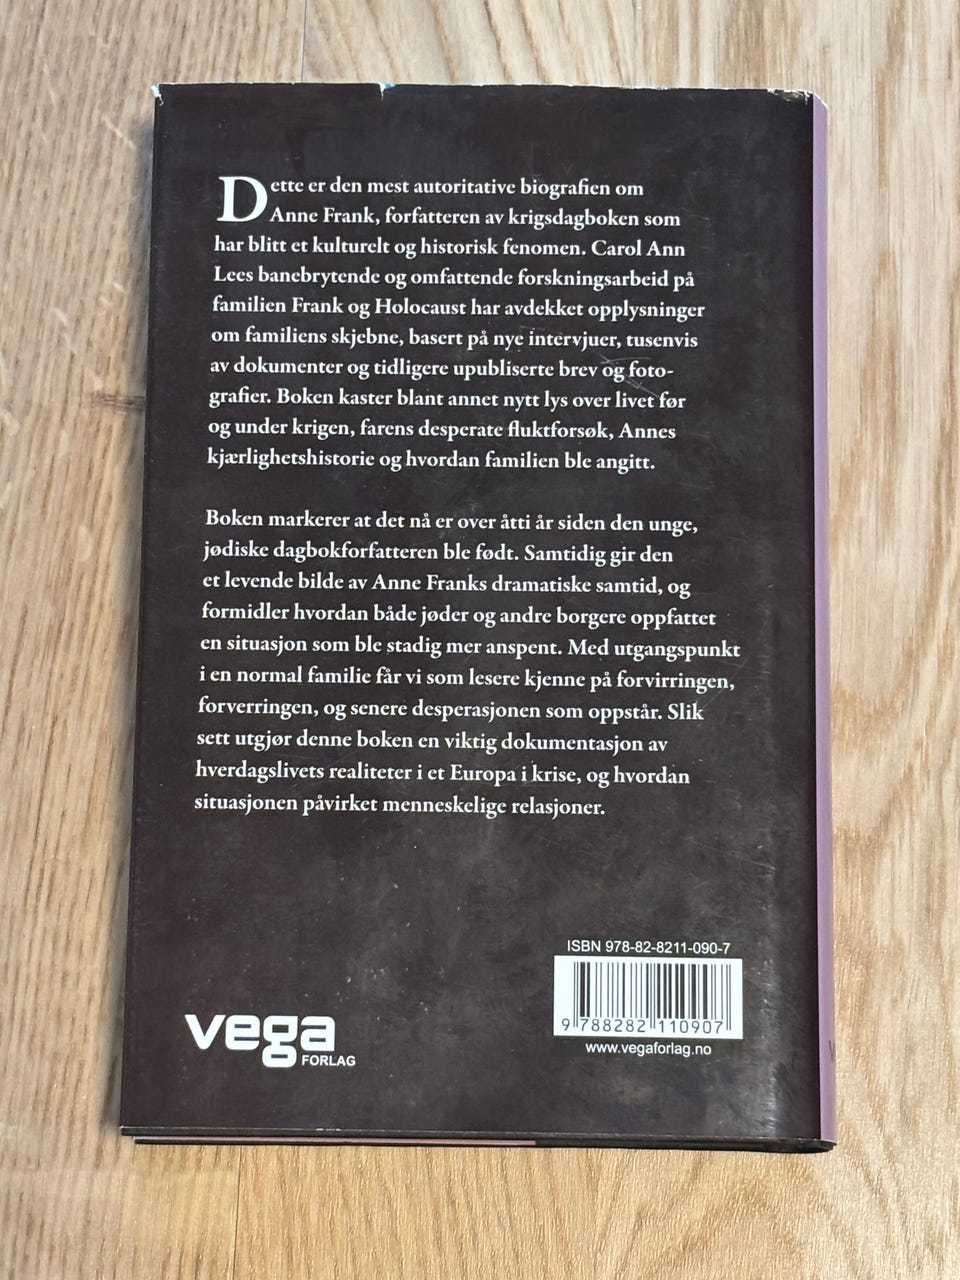 Dette er den mest autoritative biografien om
Anne Frank, forfatteren av krigsdagboken som
har blitt et kulturelt og historisk fenomen. Carol Ann
Lees banebrytende og omfattende forskningsarbeid på
familien Frank og Holocaust har avdekket opplysninger
om familiens skjebne, basert på nye intervjuer, tusenvis
av dokumenter og tidligere upubliserte brev og foto-
grafier. Boken kaster blant annet nytt lys over livet før
og under krigen, farens desperate fluktforsøk, Annes
kjærlighetshistorie og hvordan familien ble angitt.
Boken markerer at det nå er over åtti år siden den unge,
jødiske dagbokforfatteren ble født. Samtidig gir den
et levende bilde av Anne Franks dramatiske samtid, og
formidler hvordan både jøder og andre borgere oppfattet
en situasjon som ble stadig mer anspent. Med utgangspunkt
i en normal familie får vi som lesere kjenne på forvirringen,
forverringen, og senere desperasjonen som oppstår. Slik
sett utgjør denne boken en viktig dokumentasjon av
hverdagslivets realiteter i et Europa i krise, og hvordan
situasjonen påvirket menneskelige relasjoner.
ISBN 978-82-8211-090-7
9 788282 110907
www.vegaforlag.no
vega
FORLAG